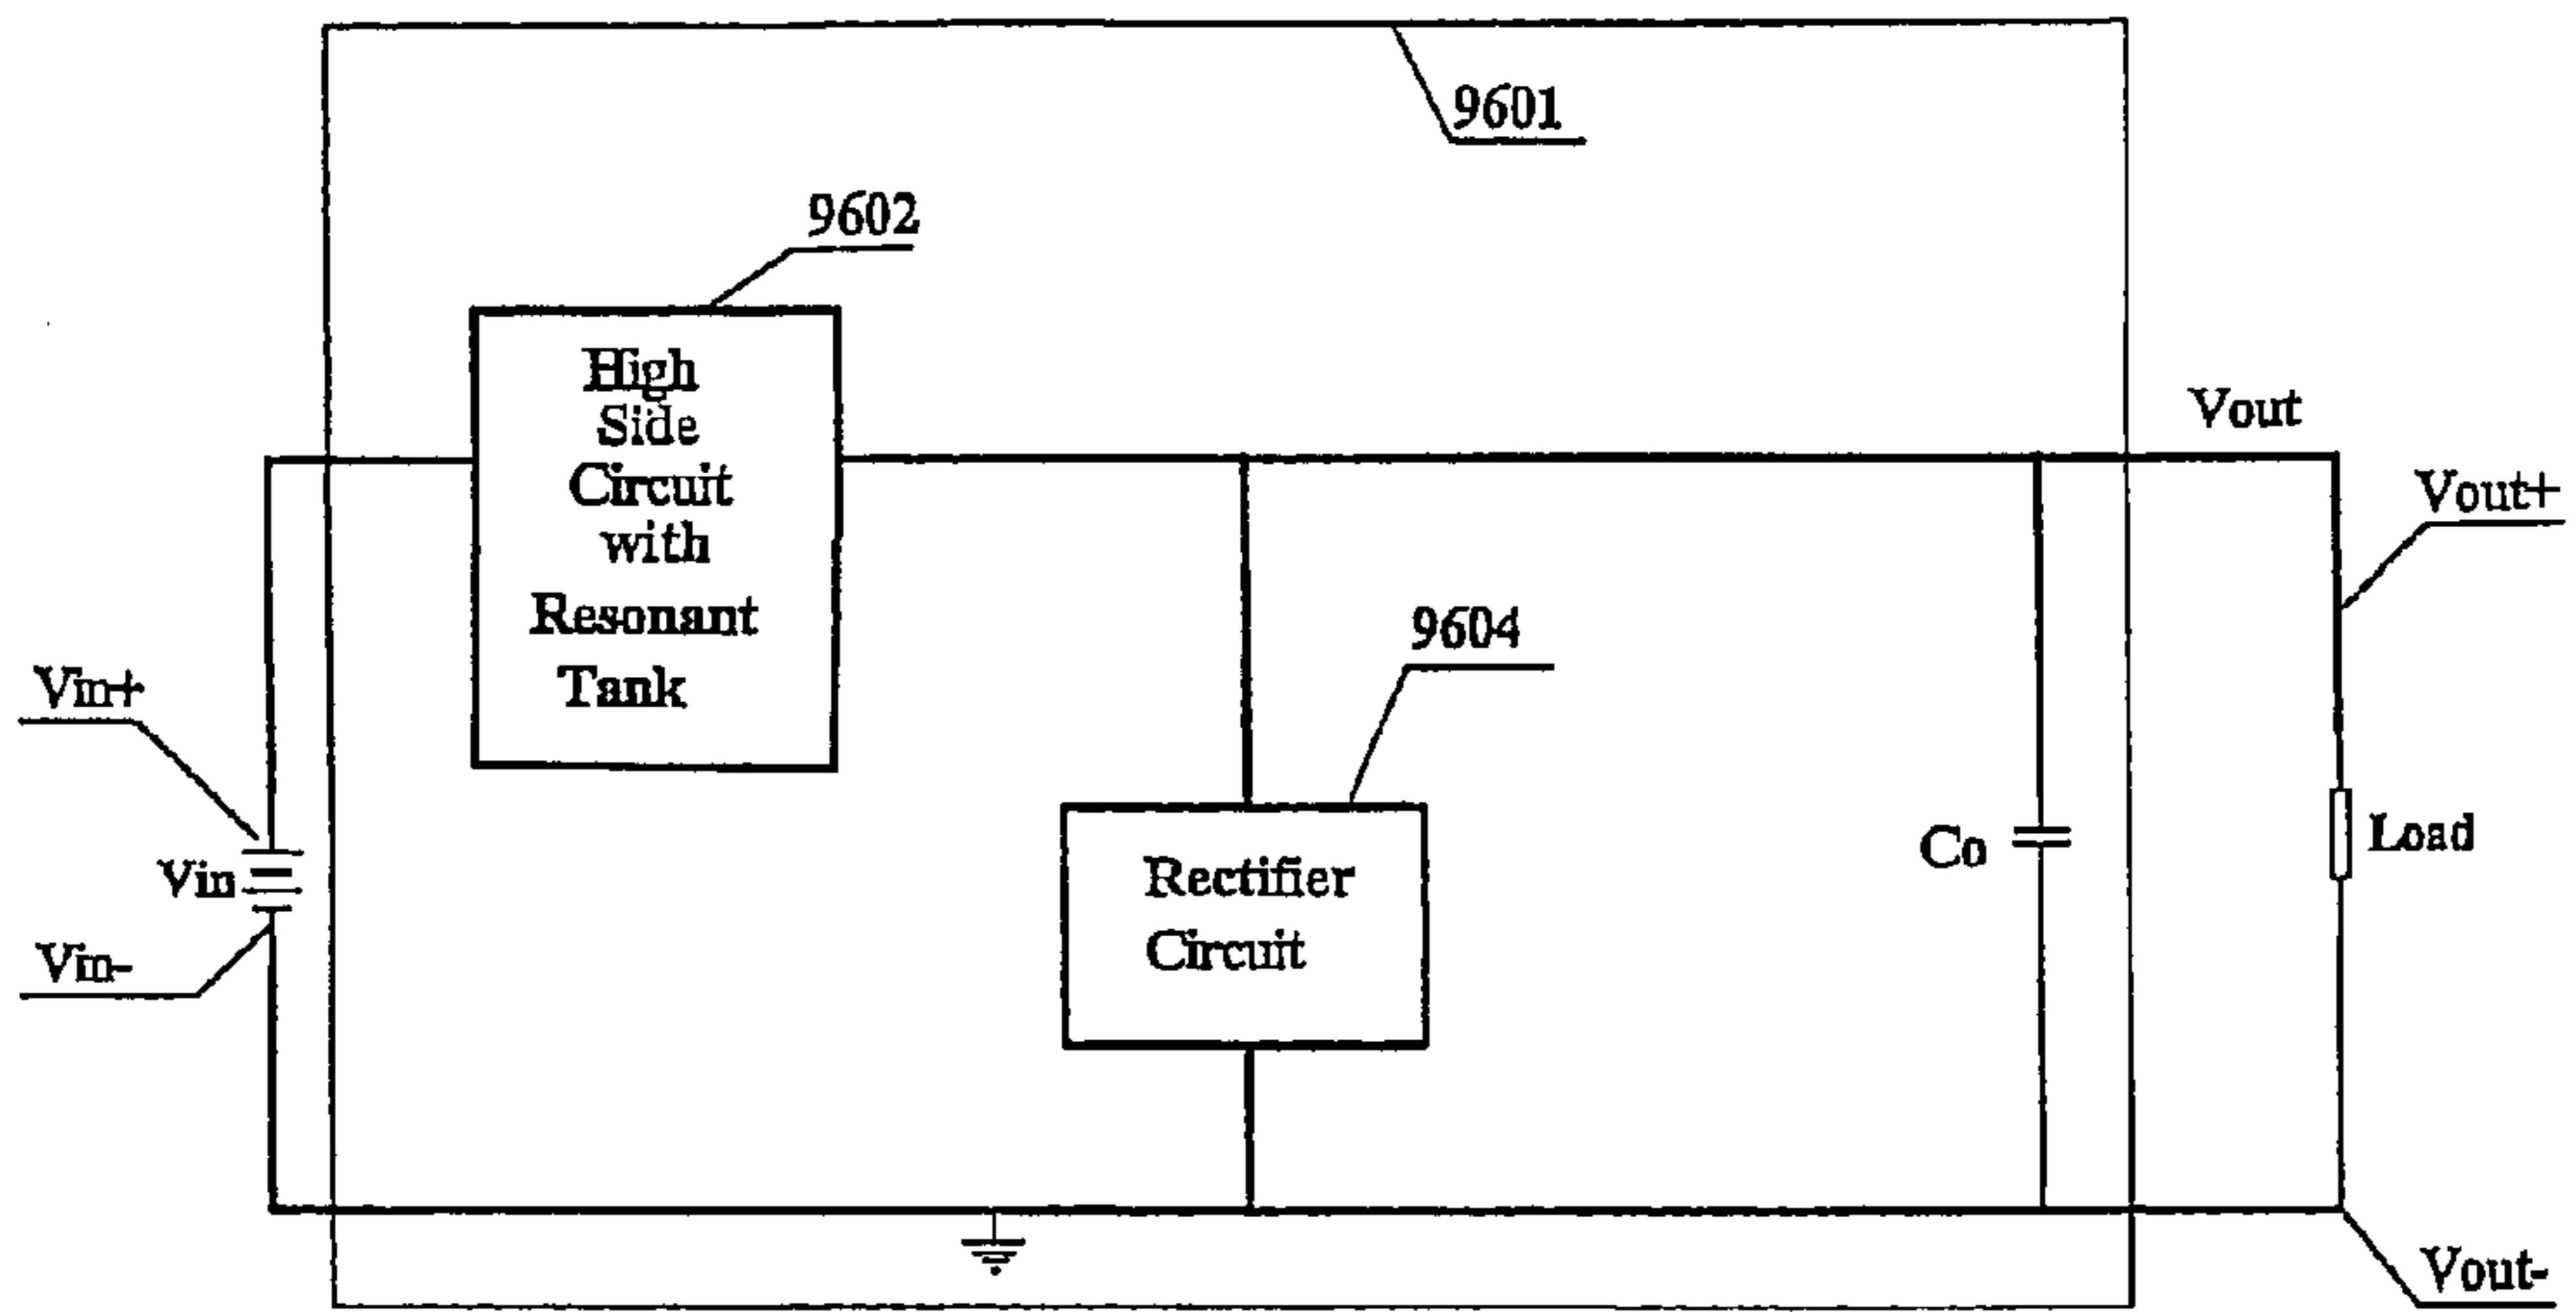 9601
9602
High
Side
Circuit
with
Resonant
Tank
Vout
Vout+
9604
Vin+
Rectifier
Circuit
Co
Load
Vin
Vin-
Vout-